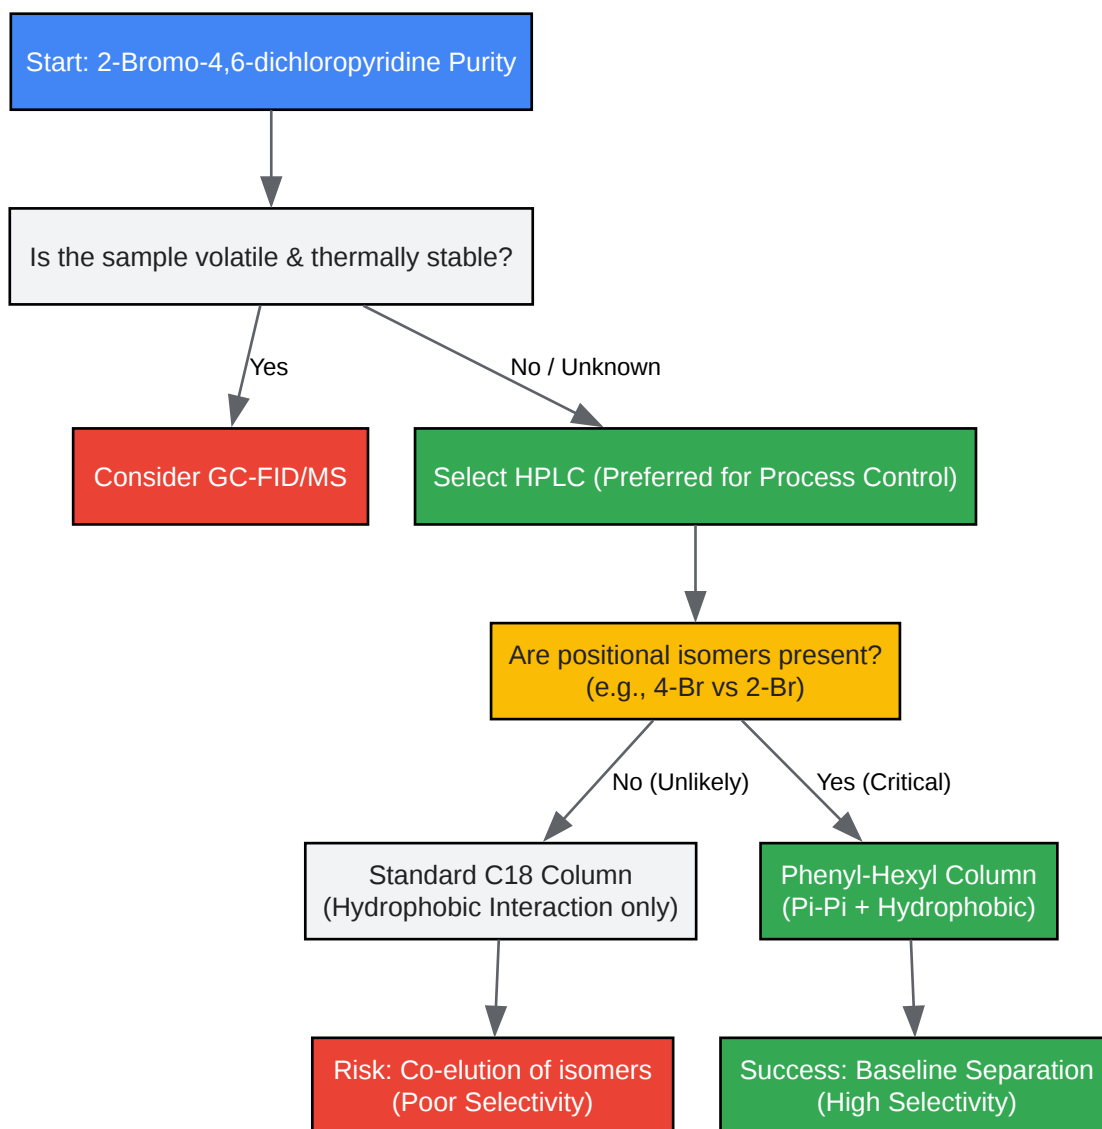 Start: 2-Bromo-4,6-dichloropyridine Purity
Is the sample volatile & thermally stable?
Yes
No / Unknown
Consider GC-FID/MS
Select HPLC (Preferred for Process Control)
Are positional isomers present?
(e.g., 4-Br vs 2-Br)
No (Unlikely)
Yes (Critical)
Standard C18 Column
(Hydrophobic Interaction only)
Phenyl-Hexyl Column
(Pi-Pi + Hydrophobic)
Risk: Co-elution of isomers
(Poor Selectivity)
Success: Baseline Separation
(High Selectivity)